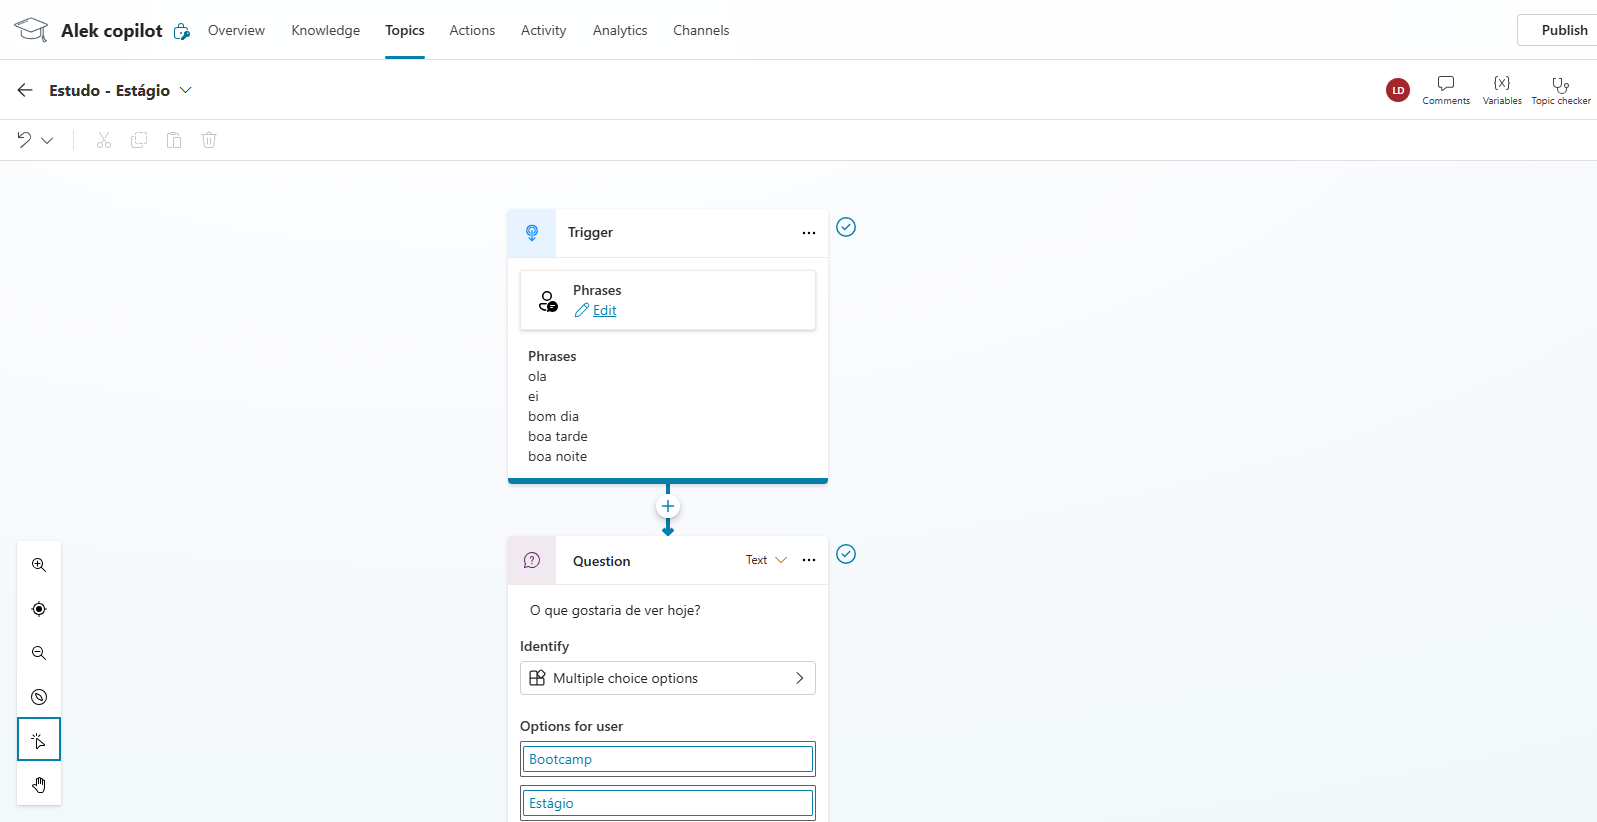 Alek copilot
Overview
Knowledge
Topics
Actions
Activity
Analytics
Channels
Publish
Estudo - Estágio
LD
Comments
{x}
Variables
Topic checker
Trigger
Phrases
Edit
Phrases
ola
ei
bom dia
boa tarde
boa noite
Question
Text
O que gostaria de ver hoje?
Identify
Multiple choice options
Options for user
Bootcamp
Estágio